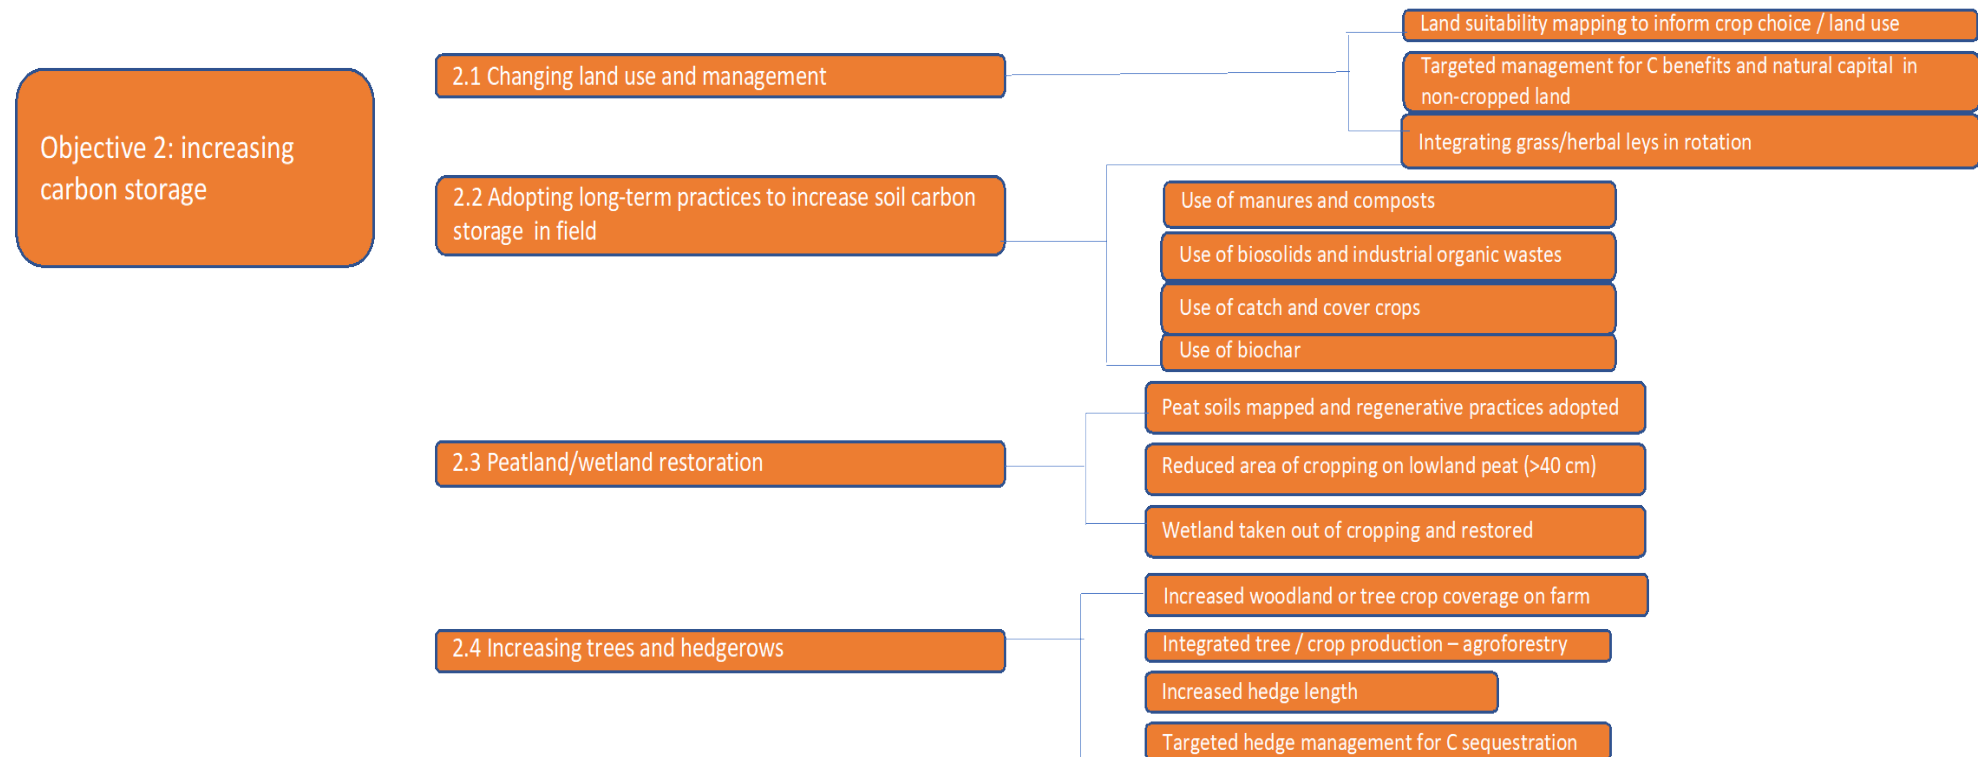 Objective 2: increasing
carbon storage
2.1 Changing land use and management
Land suitability mapping to inform crop choice / land use
Targeted management for C benefits and natural capital in
non-cropped land
Integrating grass/herbal leys in rotation
2.2 Adopting long-term practices to increase soil carbon
storage in field
Use of manures and composts
Use of biosolids and industrial organic wastes
Use of catch and cover crops
Use of biochar
2.3 Peatland/wetland restoration
Peat soils mapped and regenerative practices adopted
Reduced area of cropping on lowland peat (>40 cm)
Wetland taken out of cropping and restored
2.4 Increasing trees and hedgerows
Increased woodland or tree crop coverage on farm
Integrated tree / crop production – agroforestry
Increased hedge length
Targeted hedge management for C sequestration